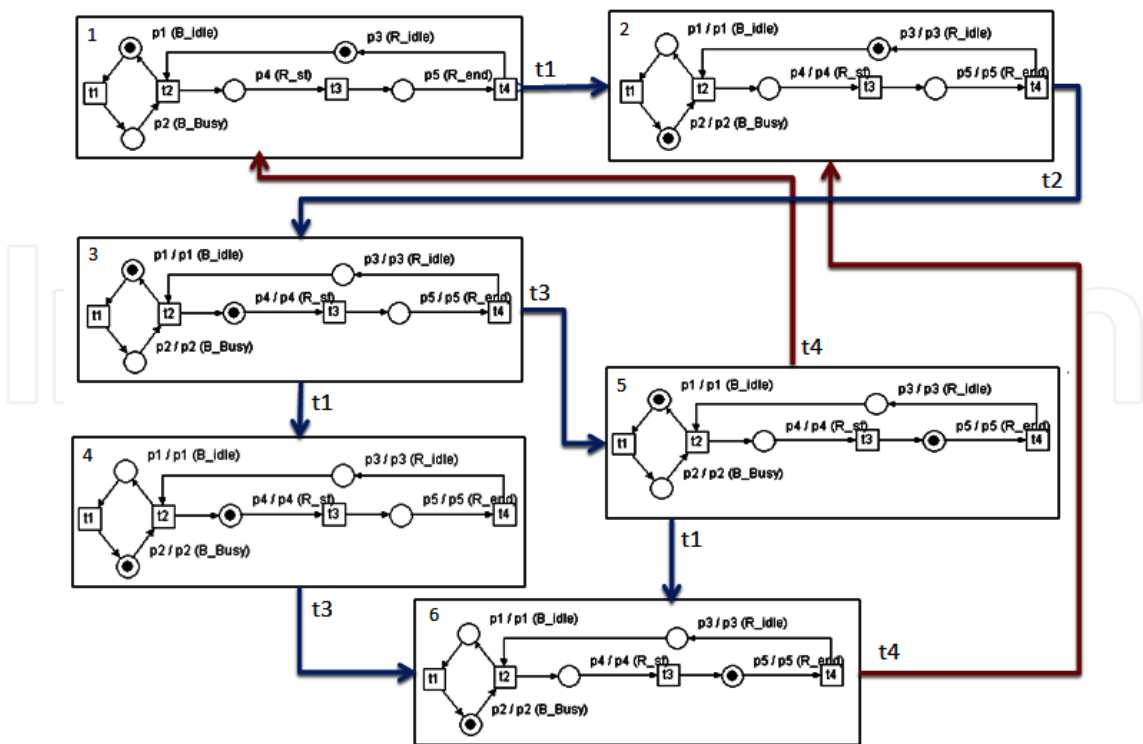 1
p1 (B_idle)
p3 (R_idle)
p4 (R_st)
p5 (R_end)
t1
t2
t3
t4
p2 (B_Busy)
t1
2
p1 / p1 (B_idle)
p3 / p3 (R_idle)
p4 / p4 (R_st)
p5 / p5 (R_end)
t1
t2
t3
t4
p2 / p2 (B_Busy)
t2
3
p1 / p1 (B_idle)
p3 / p3 (R_idle)
p4 / p4 (R_st)
p5 / p5 (R_end)
t1
t2
t3
t4
p2 / p2 (B_Busy)
t3
t4
t1
5
p1 / p1 (B_idle)
p3 / p3 (R_idle)
p4 / p4 (R_st)
p5 / p5 (R_end)
t1
t2
t3
t4
p2 / p2 (B_Busy)
4
p1 / p1 (B_idle)
p3 / p3 (R_idle)
p4 / p4 (R_st)
p5 / p5 (R_end)
t1
t2
t3
t4
p2 / p2 (B_Busy)
t1
t3
6
p1 / p1 (B_idle)
p3 / p3 (R_idle)
p4 / p4 (R_st)
p5 / p5 (R_end)
t1
t2
t3
t4
p2 / p2 (B_Busy)
t4